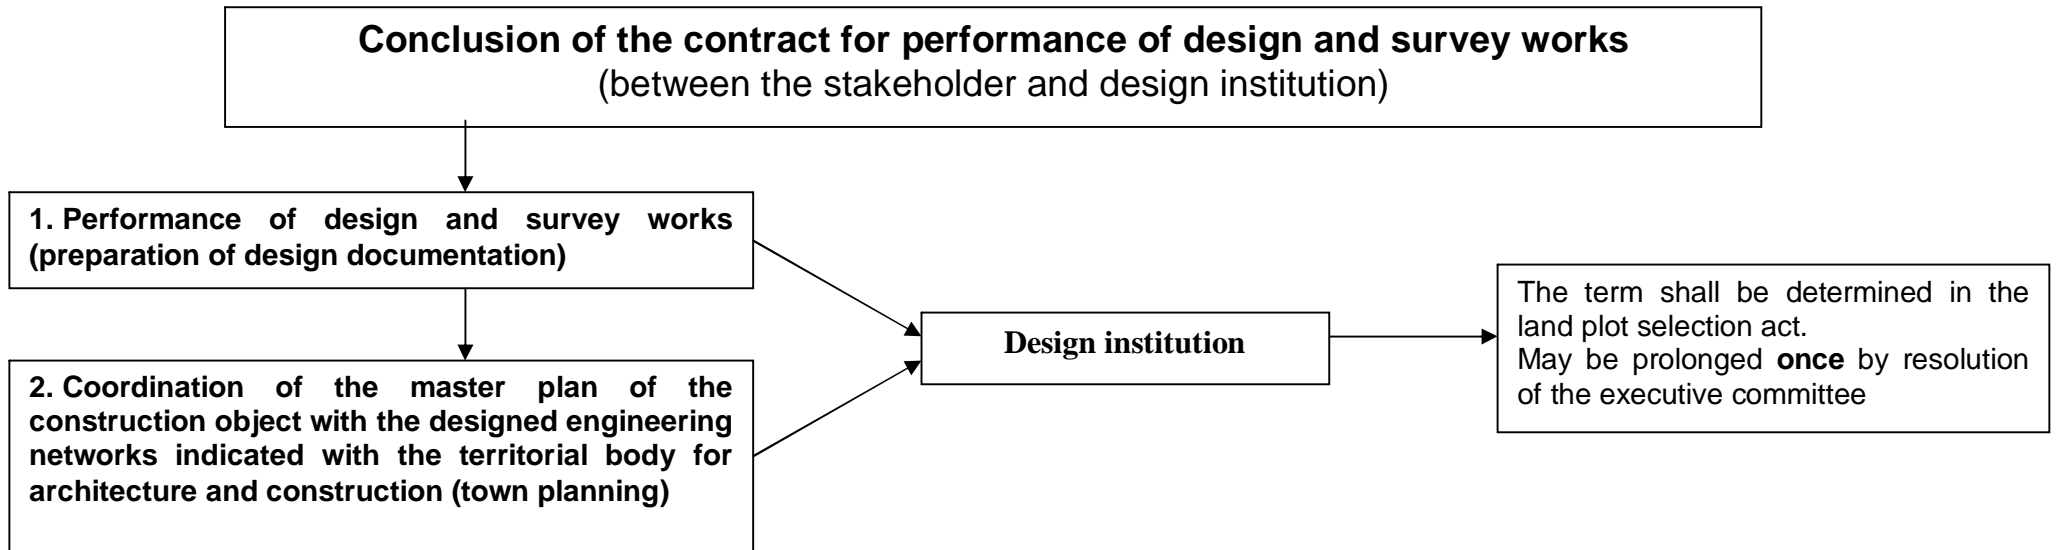 Conclusion of the contract for performance of design and survey works
(between the stakeholder and design institution)
1. Performance of design and survey works
(preparation of design documentation)
2. Coordination of the master plan of the
construction object with the designed engineering
networks indicated with the territorial body for
architecture and construction (town planning)
Design institution
The term shall be determined in the
land plot selection act.
May be prolonged once by resolution
of the executive committee